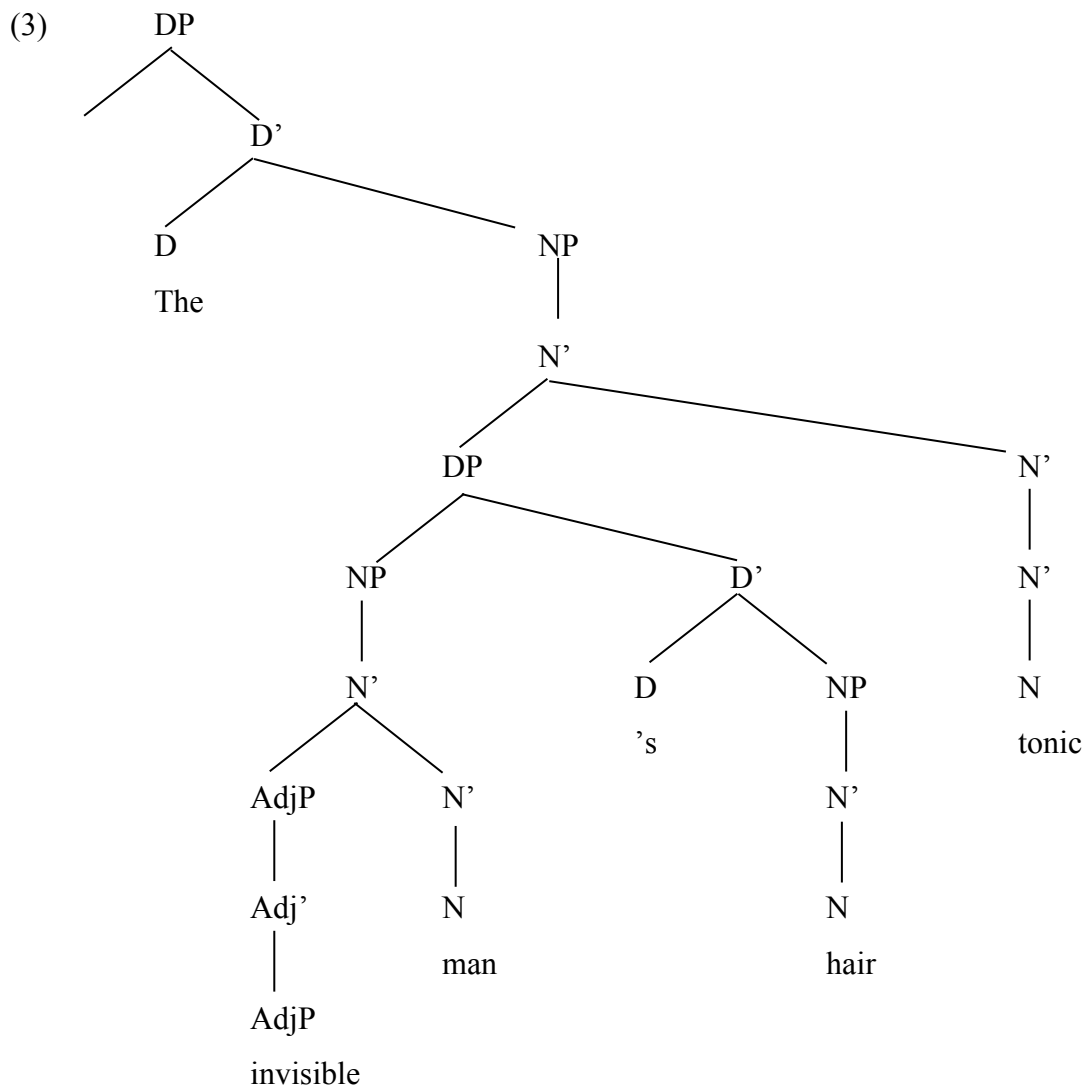 (3) DP
D’
D NP
The
N’
DP N’
NP D’ N’
N’ D NP N
’s tonic
AdjP N’ N’
Adj’ N N
man hair
AdjP
invisible